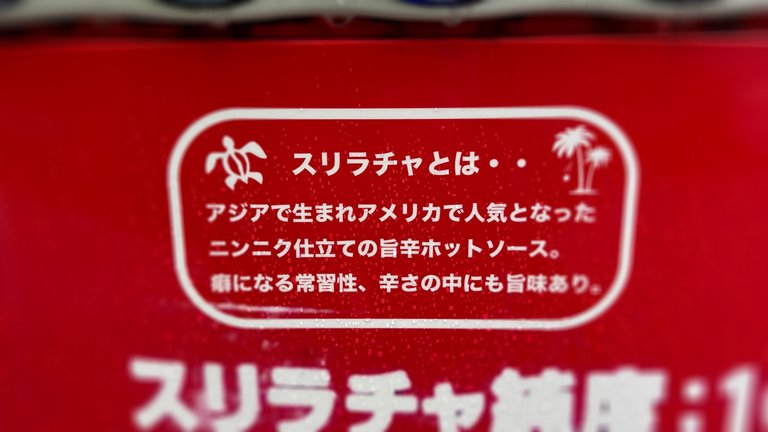 スリラチャとは・・
アジアで生まれアメリカで人気となった
ニンニク仕立ての旨辛ホットソース。
癖になる常習性、辛さの中にも旨味あり。
スリラチャ純度:1